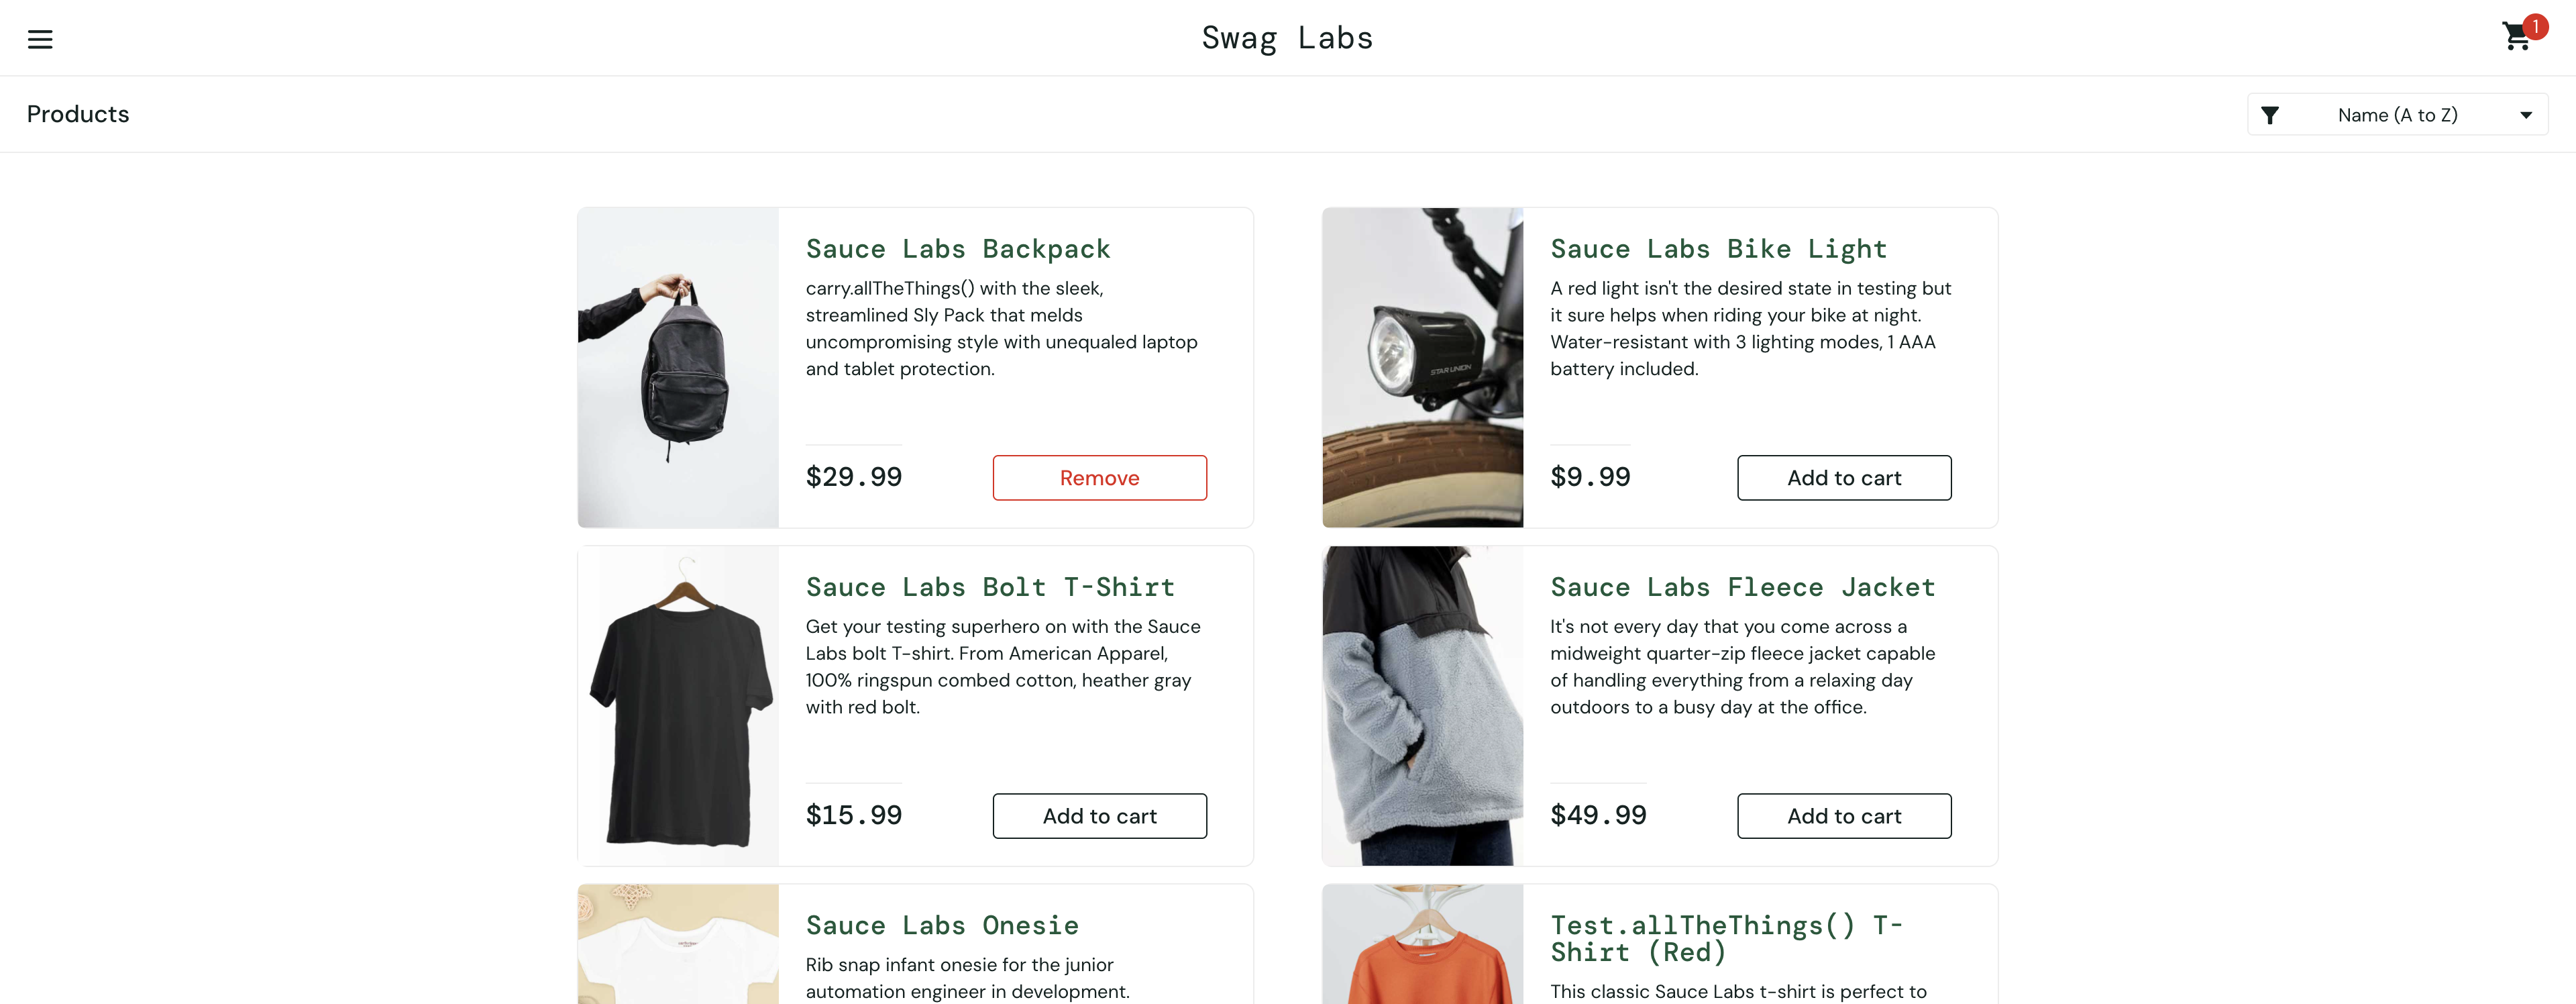 Swag Labs
1
Products
Name (A to Z)
Sauce Labs Backpack
carry.allTheThings() with the sleek,
streamlined Sly Pack that melds
uncompromising style with unequaled laptop
and tablet protection.
$29.99
Remove
Sauce Labs Bike Light
A red light isn't the desired state in testing but
it sure helps when riding your bike at night.
Water-resistant with 3 lighting modes, 1 AAA
battery included.
STAR UNION
$9.99
Add to cart
Sauce Labs Bolt T-Shirt
Get your testing superhero on with the Sauce
Labs bolt T-shirt. From American Apparel,
100% ringspun combed cotton, heather gray
with red bolt.
$15.99
Add to cart
Sauce Labs Fleece Jacket
It's not every day that you come across a
midweight quarter-zip fleece jacket capable
of handling everything from a relaxing day
outdoors to a busy day at the office.
$49.99
Add to cart
Sauce Labs Onesie
Rib snap infant onesie for the junior
automation engineer in development.
Test.allTheThings() T-
Shirt (Red)
This classic Sauce Labs t-shirt is perfect to